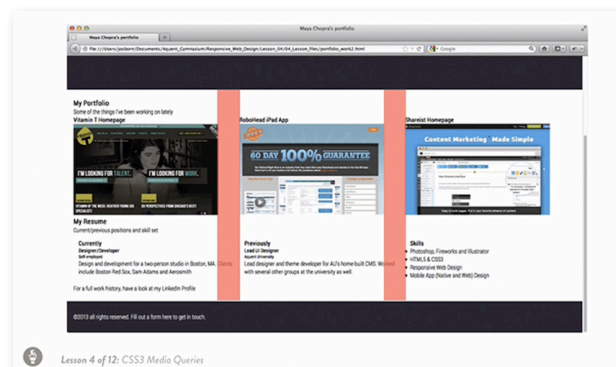 Maya Chopra's portfolio
Maya Chopra's portfolio
Google
My Portfolio
Some of the things I've been working on lately
Vitamin T Homepage
RoboHead iPad App
Shareist Homepage
I'M LOOKING FOR TALENT.
I'M LOOKING FOR WORK.
60 DAY 100% GUARANTEE
Content Marketing Made Simple
My Resume
Current/previous positions and skill set
Currently
Designer/Developer
Self employed
Design and development for a two-person studio in Boston, MA. Clients
include Boston Red Sox, Sam Adams and Aerosmith
For a full work history, have a look at my LinkedIn Profile
Previously
Lead UI Designer
Aquent University
Lead designer and theme developer for AU's home-built CMS. Worked
with several other groups at the university as well.
Skills
Photoshop, Fireworks and Illustrator
HTML5 & CSS3
Responsive Web Design
Mobile App (Native and Web) Design
©2013 all rights reserved. Fill out a form here to get in touch.
Lesson 4 of 12: CSS3 Media Queries